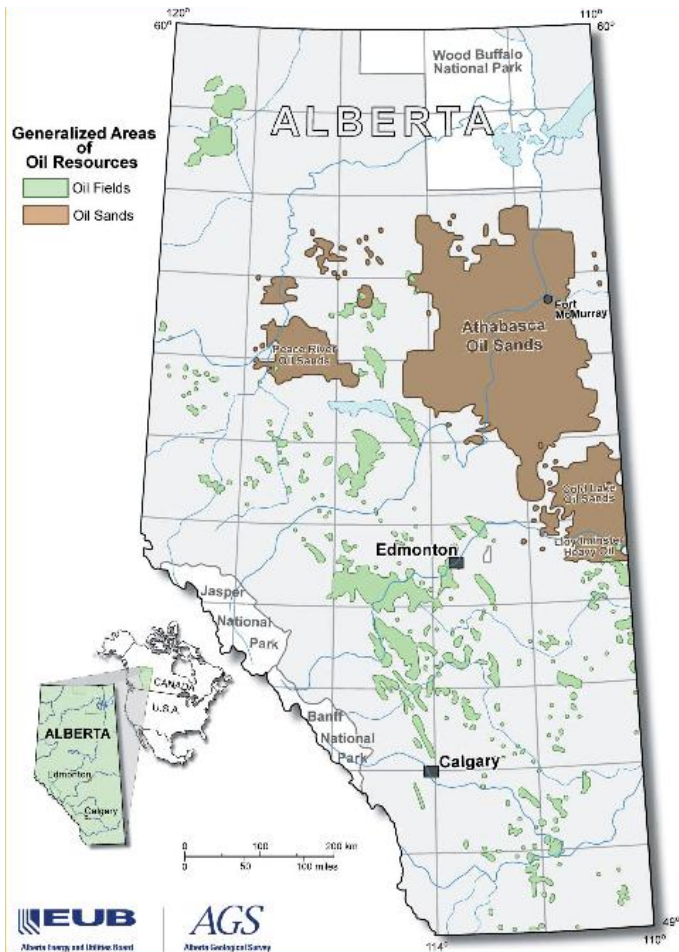 120°
110°
60°
60°
Wood Buffalo
National Park
ALBERTA
Generalized Areas
of
Oil Resources
Oil Fields
Oil Sands
Fort
McMurray
Athabasca
Oil Sands
Peace River
Oil Sands
Cold Lake
Oil Sands
Lloydminster
Heavy Oil
Edmonton
Jasper
National
Park
CANADA
U.S.A.
ALBERTA
Edmonton
Calgary
Banff
National
Park
Calgary
0 100 200 km
0 50 100 miles
49°
114°
110°
EUB
Alberta Energy and Utilities Board
AGS
Alberta Geological Survey